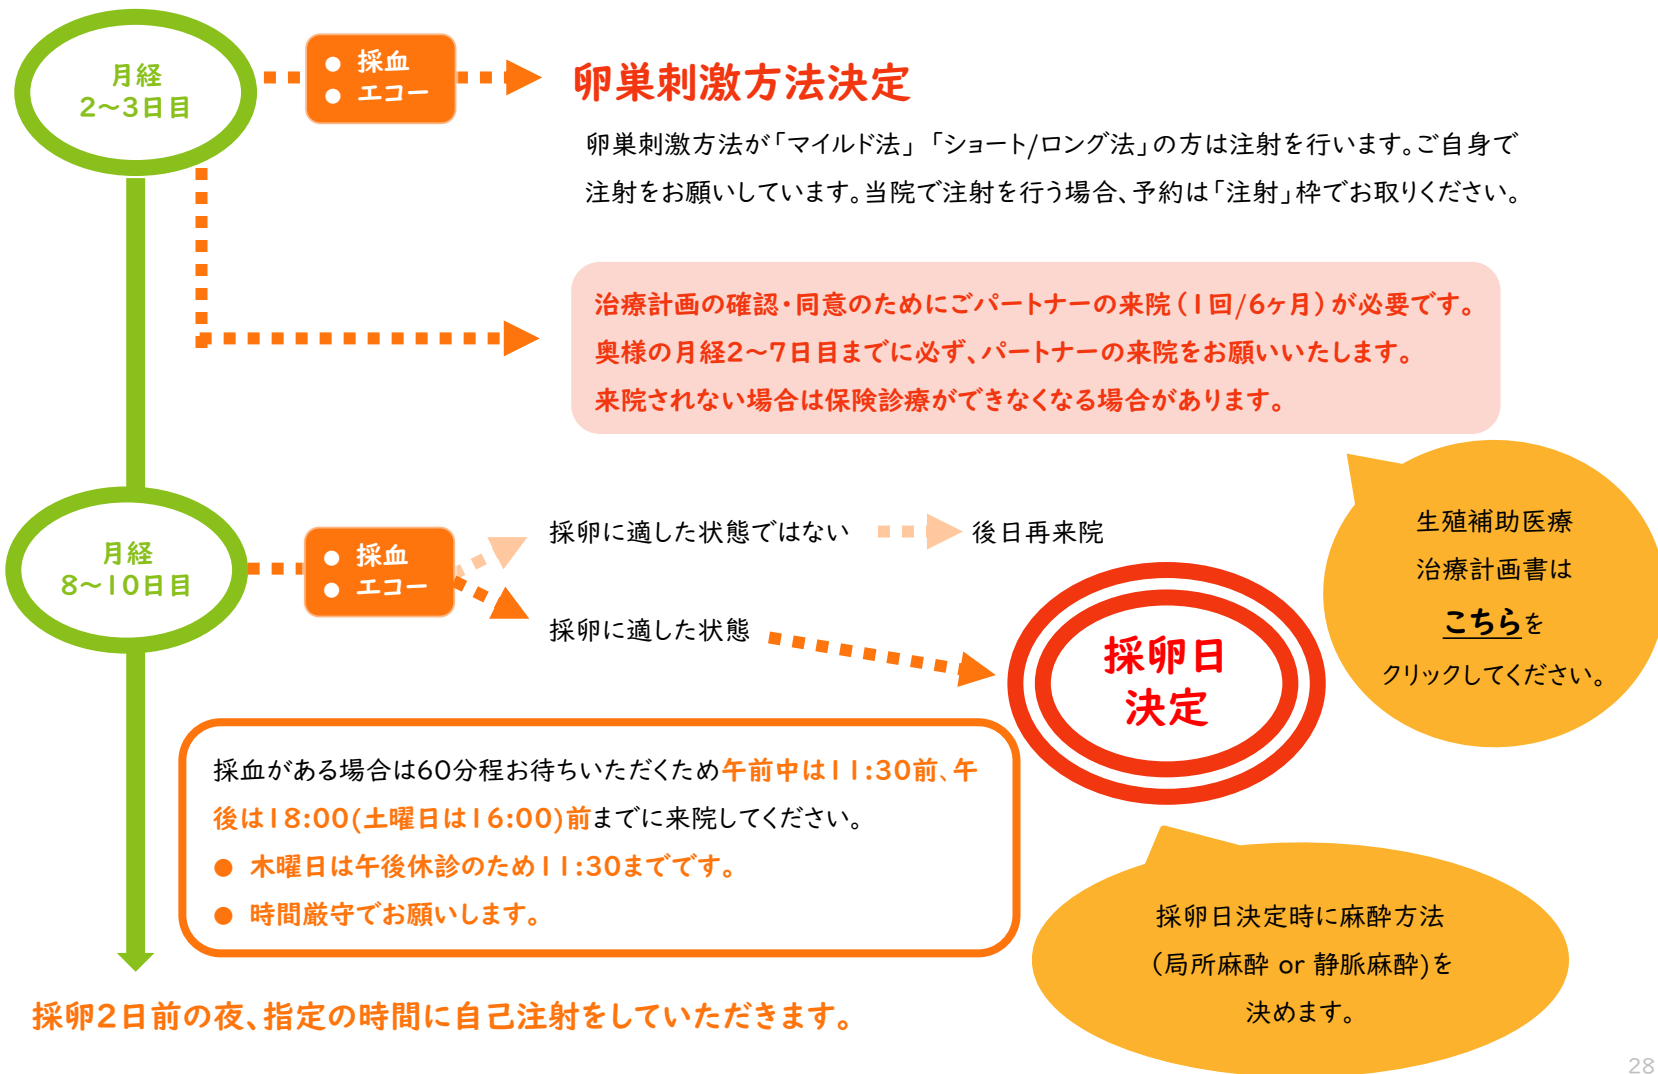 月経
2〜3日目
● 採血
● エコー
卵巣刺激方法決定
卵巣刺激方法が「マイルド法」「ショート/ロング法」の方は注射を行います。ご自身で
注射をお願いしています。当院で注射を行う場合、予約は「注射」枠でお取りください。
治療計画の確認・同意のためにごパートナーの来院(1回/6ヶ月)が必要です。
奥様の月経2〜7日目までに必ず、パートナーの来院をお願いいたします。
来院されない場合は保険診療ができなくなる場合があります。
生殖補助医療
治療計画書は
こちらを
クリックしてください。
月経
8〜10日目
● 採血
● エコー
採卵に適した状態ではない
後日再来院
採卵に適した状態
採卵日
決定
採血がある場合は60分程お待ちいただくため午前中は11:30前、午
後は18:00(土曜日は16:00)前までに来院してください。
● 木曜日は午後休診のため11:30までです。
● 時間厳守でお願いします。
採卵日決定時に麻酔方法
(局所麻酔 or 静脈麻酔)を
決めます。
採卵2日前の夜、指定の時間に自己注射をしていただきます。
28